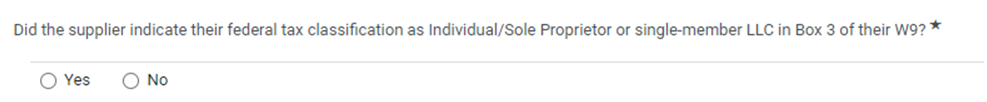 Did the supplier indicate their federal tax classification as Individual/Sole Proprietor or single-member LLC in Box 3 of their W9? *
Yes No